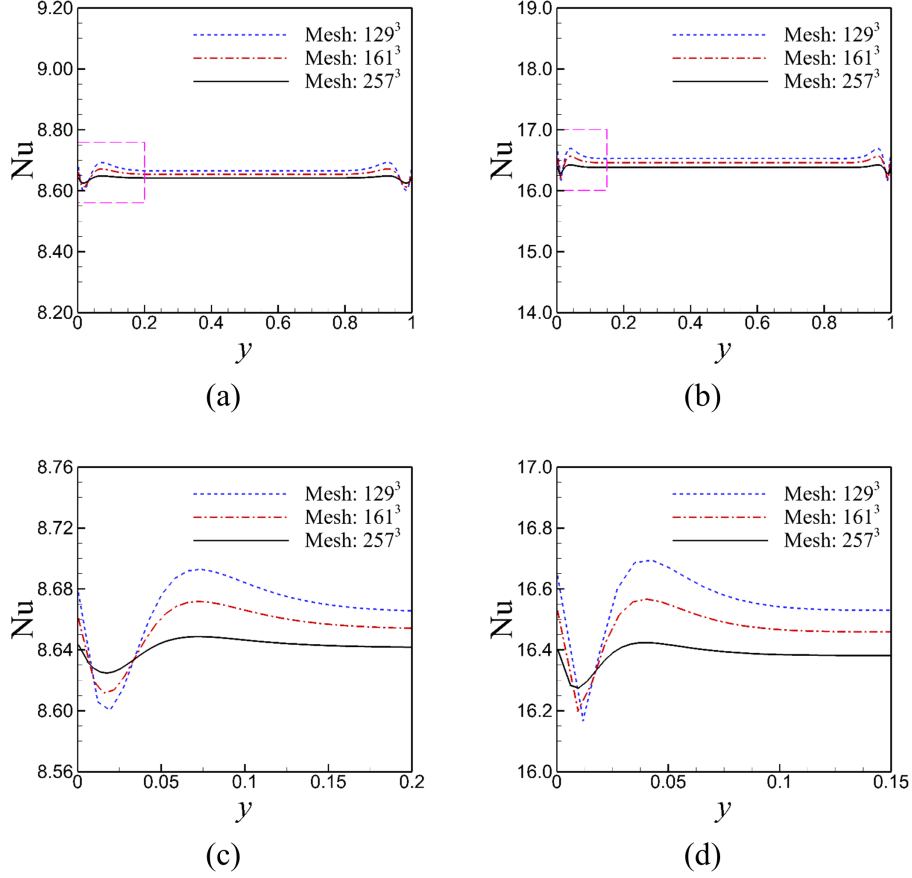 9.20
9.00
8.80
8.60
8.40
8.20
Nu
Mesh: 129³
Mesh: 161³
Mesh: 257³
0 0.2 0.4 0.6 0.8 1
y
(a)
19.0
18.0
17.0
16.0
15.0
14.0
Nu
Mesh: 129³
Mesh: 161³
Mesh: 257³
0 0.2 0.4 0.6 0.8 1
y
(b)
8.76
8.72
8.68
8.64
8.60
8.56
Nu
Mesh: 129³
Mesh: 161³
Mesh: 257³
0 0.05 0.1 0.15 0.2
y
(c)
17.0
16.8
16.6
16.4
16.2
16.0
Nu
Mesh: 129³
Mesh: 161³
Mesh: 257³
0 0.05 0.1 0.15
y
(d)